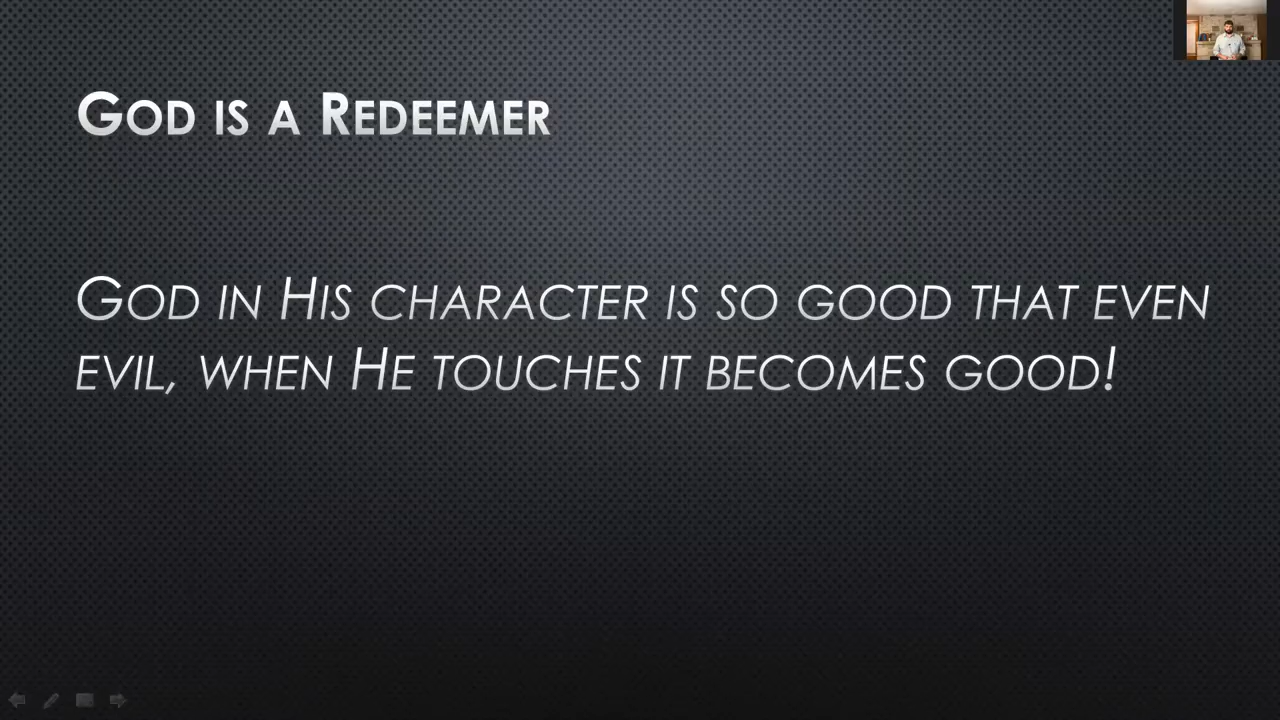 God is a Redeemer
God in His character is so good that even
evil, when He touches it becomes good!